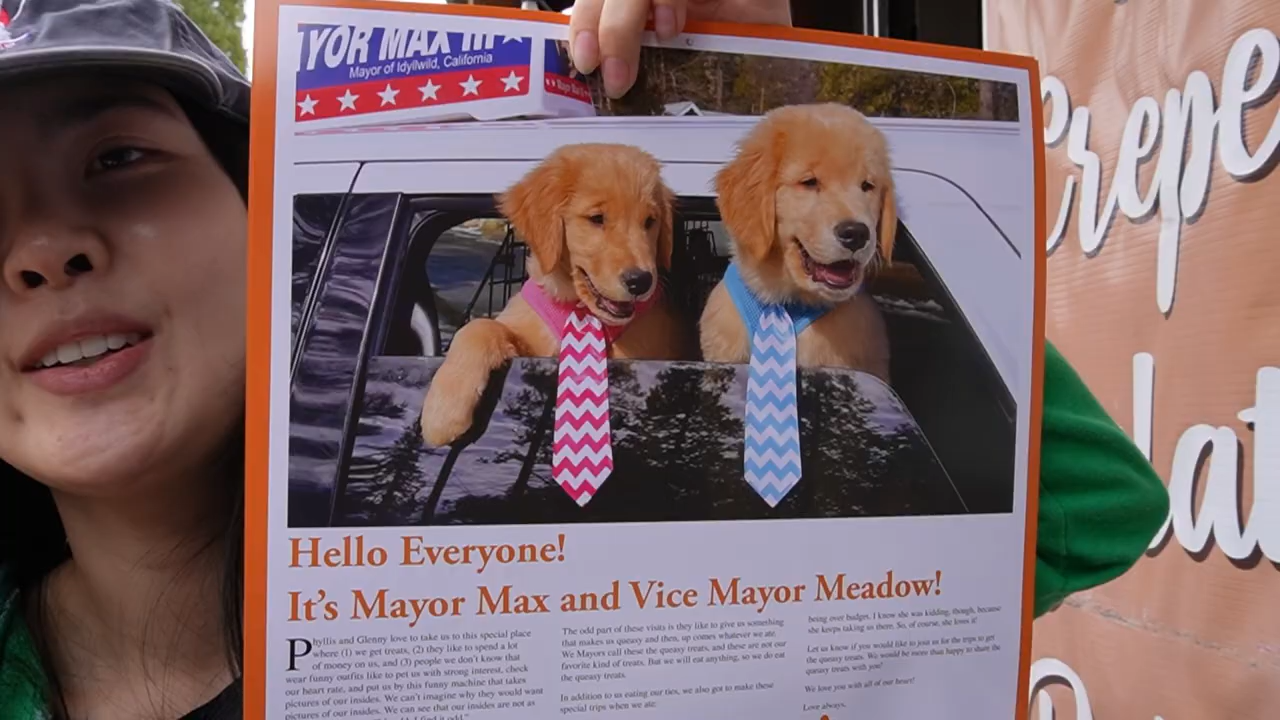 YOR MAX III
Mayor of Idyllwild, California
Hello Everyone!
It's Mayor Max and Vice Mayor Meadow!
Phyllis and Glenny love to take us to this special place
where (1) we get treats, (2) they like to spend a lot
of money on us, and (3) people we don't know that
wear funny outfits like to pet us with strong interest, check
our heart rate, and put us by this funny machine that takes
pictures of our insides. We can't imagine why they would want
pictures of our insides. We can see that our insides are not as
The odd part of these visits is they like to give us something
that makes us queasy and then, up comes whatever we ate.
We Mayors call these the queasy treats, and these are not our
favorite kind of treats. But we will eat anything, so we do eat
the queasy treats.
In addition to us eating our ties, we also got to make these
special trips when we ate:
being over budget. I know she was kidding, though, because
she keeps taking us there. So, of course, she loves it!
Let us know if you would like to join us for the trips to get
the queasy treats. We would be more than happy to share the
queasy treats with you!
We love you with all of our heart!
Love always,
Crepe
lat